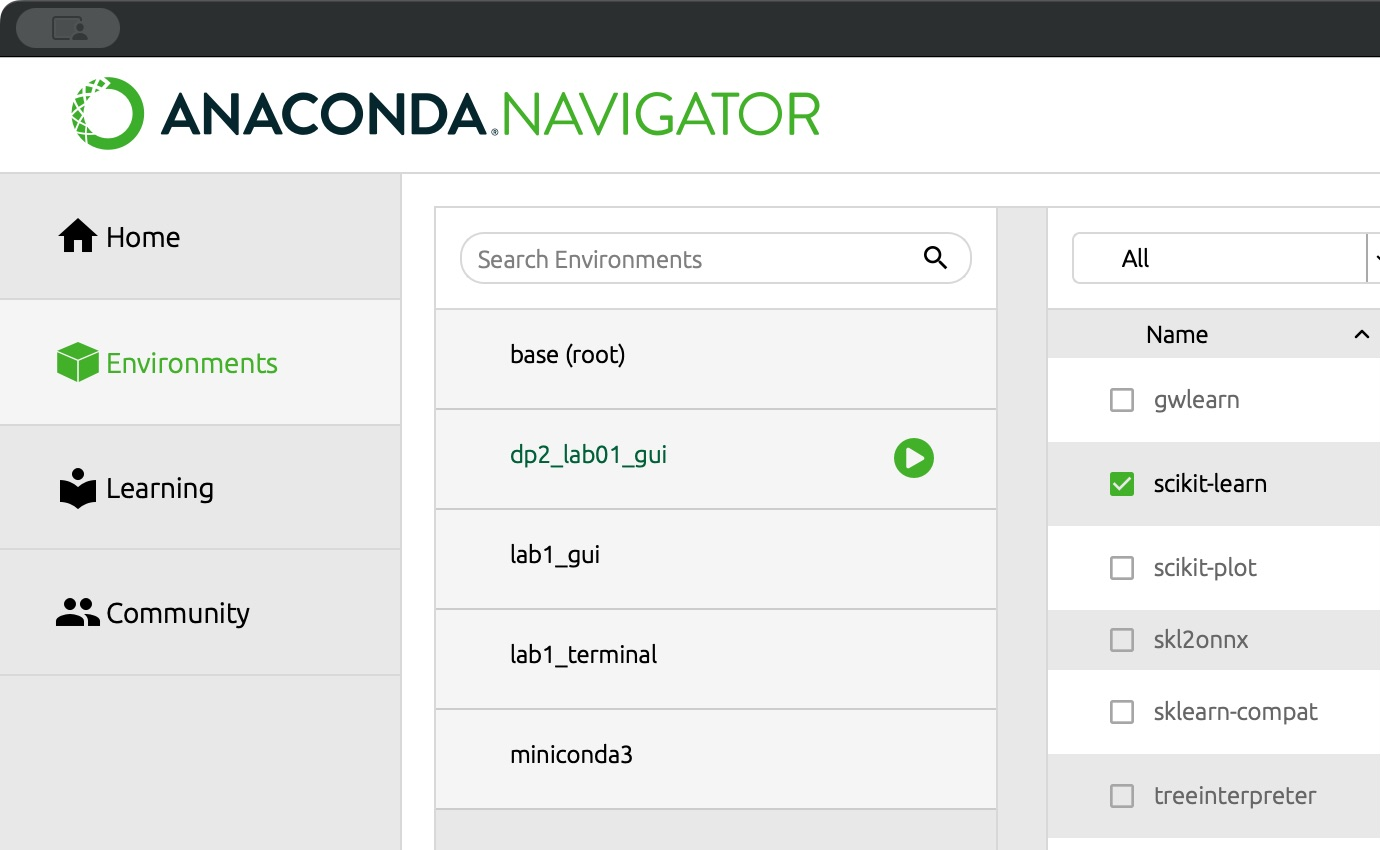 ANACONDA.NAVIGATOR
Home
Environments
Learning
Community
Search Environments
base (root)
dp2_lab01_gui
lab1_gui
lab1_terminal
miniconda3
All
Name
gwlearn
scikit-learn
scikit-plot
skl2onnx
sklearn-compat
treeinterpreter